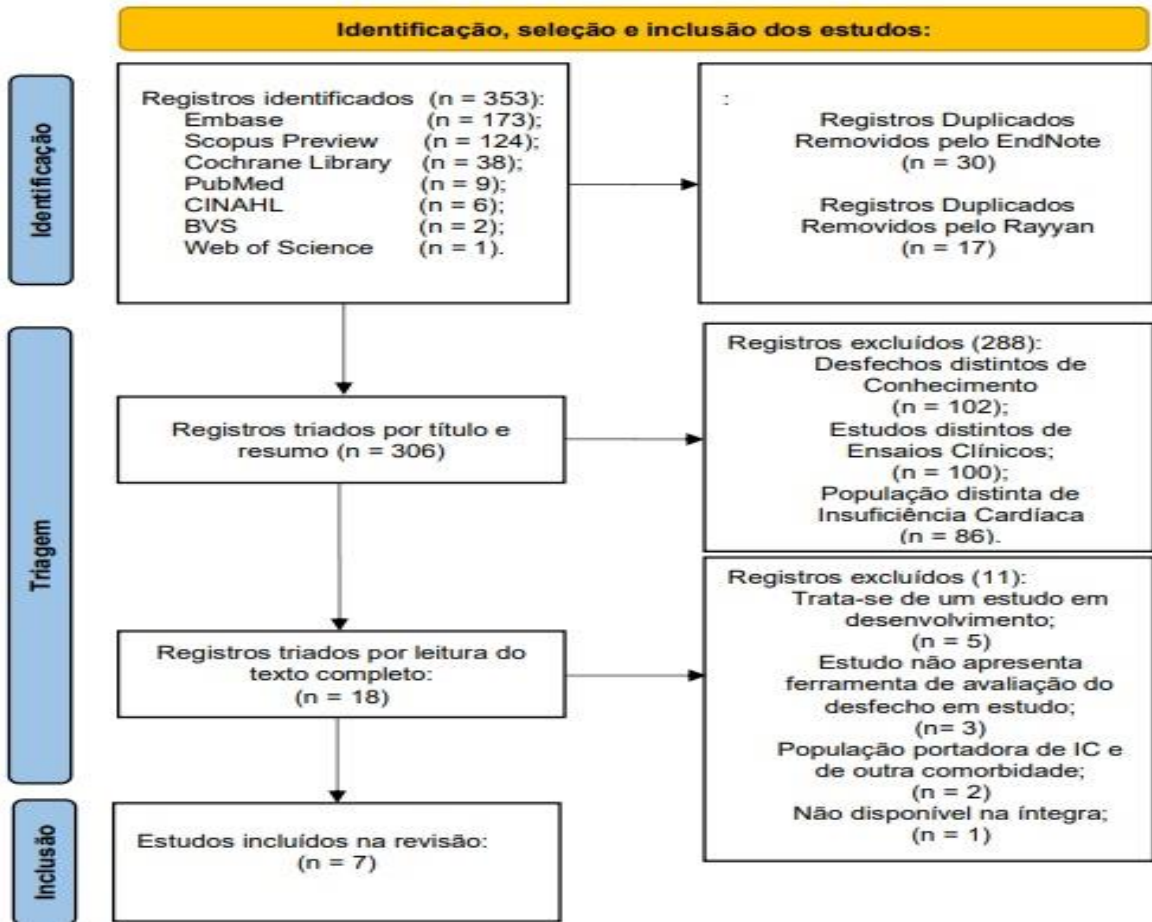 Identificação, seleção e inclusão dos estudos:
Identificação
Registros identificados (n = 353):
Embase (n = 173);
Scopus Preview (n = 124);
Cochrane Library (n = 38);
PubMed (n = 9);
CINAHL (n = 6);
BVS (n = 2);
Web of Science (n = 1).
:
Registros Duplicados
Removidos pelo EndNote
(n = 30)
Registros Duplicados
Removidos pelo Rayyan
(n = 17)
Triagem
Registros triados por título e
resumo (n = 306)
Registros excluídos (288):
Desfechos distintos de
Conhecimento
(n = 102);
Estudos distintos de
Ensaios Clínicos;
(n = 100);
População distinta de
Insuficiência Cardíaca
(n = 86).
Registros triados por leitura do
texto completo:
(n = 18)
Registros excluídos (11):
Trata-se de um estudo em
desenvolvimento;
(n = 5)
Estudo não apresenta
ferramenta de avaliação do
desfecho em estudo;
(n= 3)
População portadora de IC e
de outra comorbidade;
(n = 2)
Não disponível na íntegra;
(n = 1)
Inclusão
Estudos incluídos na revisão:
(n = 7)